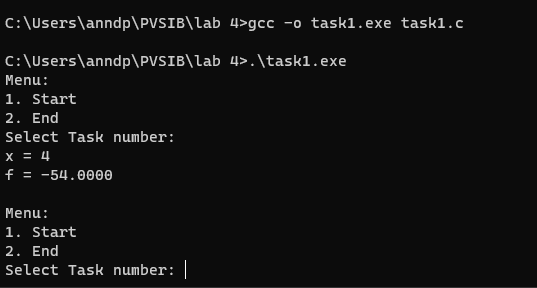 C:\Users\anndp\PVSIB\lab 4>gcc -o task1.exe task1.c
C:\Users\anndp\PVSIB\lab 4>.\task1.exe
Menu:
1. Start
2. End
Select Task number:
x = 4
f = -54.0000
Menu:
1. Start
2. End
Select Task number: